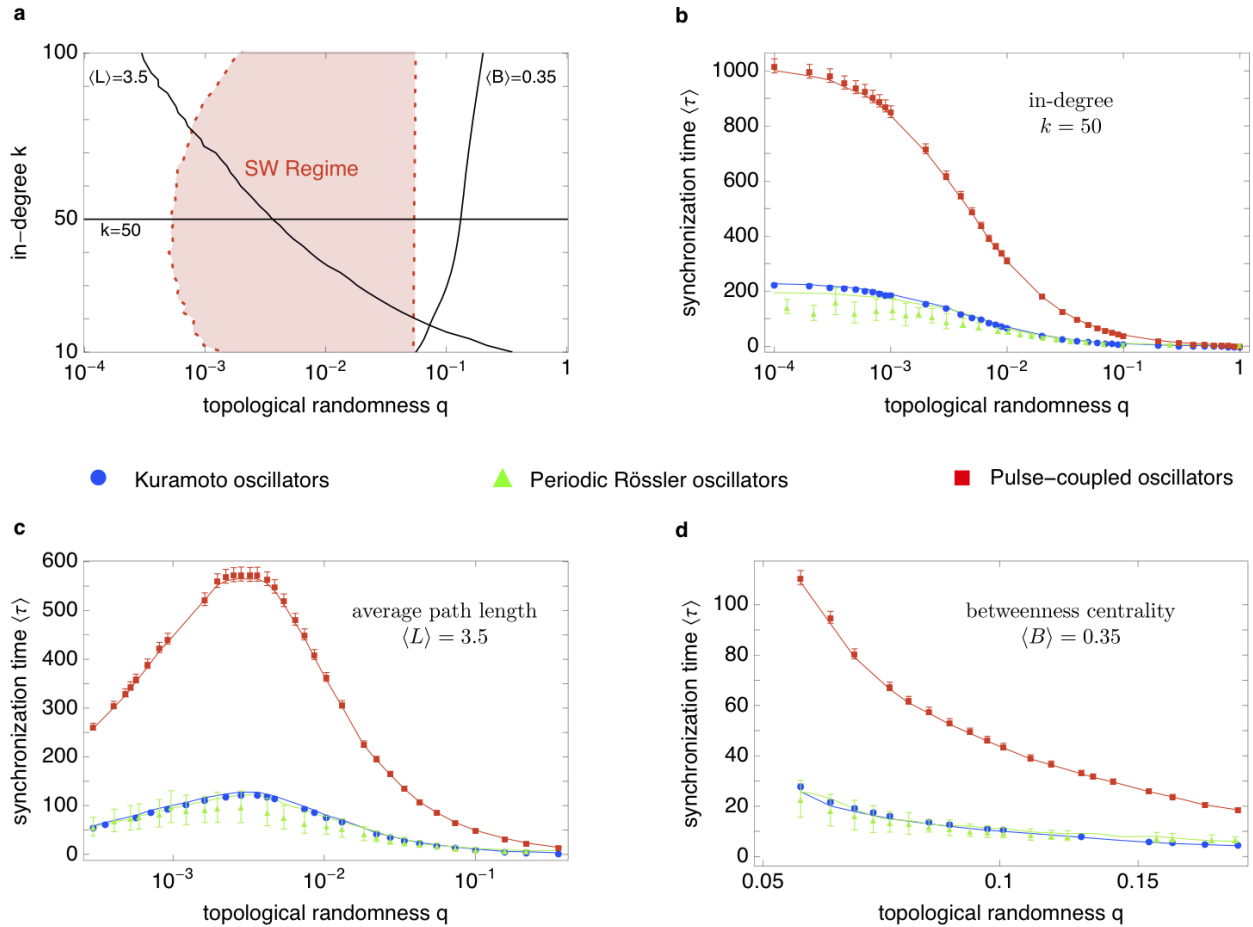 a
100
50
10
in−degree k
⟨L⟩=3.5
⟨B⟩=0.35
SW Regime
k=50
10−4
10−3
10−2
10−1
1
topological randomness q
b
1000
800
600
400
200
0
synchronization time ⟨τ⟩
in-degree
k = 50
10−4
10−3
10−2
10−1
1
topological randomness q
Kuramoto oscillators
Periodic Rössler oscillators
Pulse−coupled oscillators
c
600
500
400
300
200
100
0
synchronization time ⟨τ⟩
average path length
⟨L⟩ = 3.5
10−3
10−2
10−1
topological randomness q
d
100
80
60
40
20
0
synchronization time ⟨τ⟩
betweenness centrality
⟨B⟩ = 0.35
0.05
0.1
0.15
topological randomness q